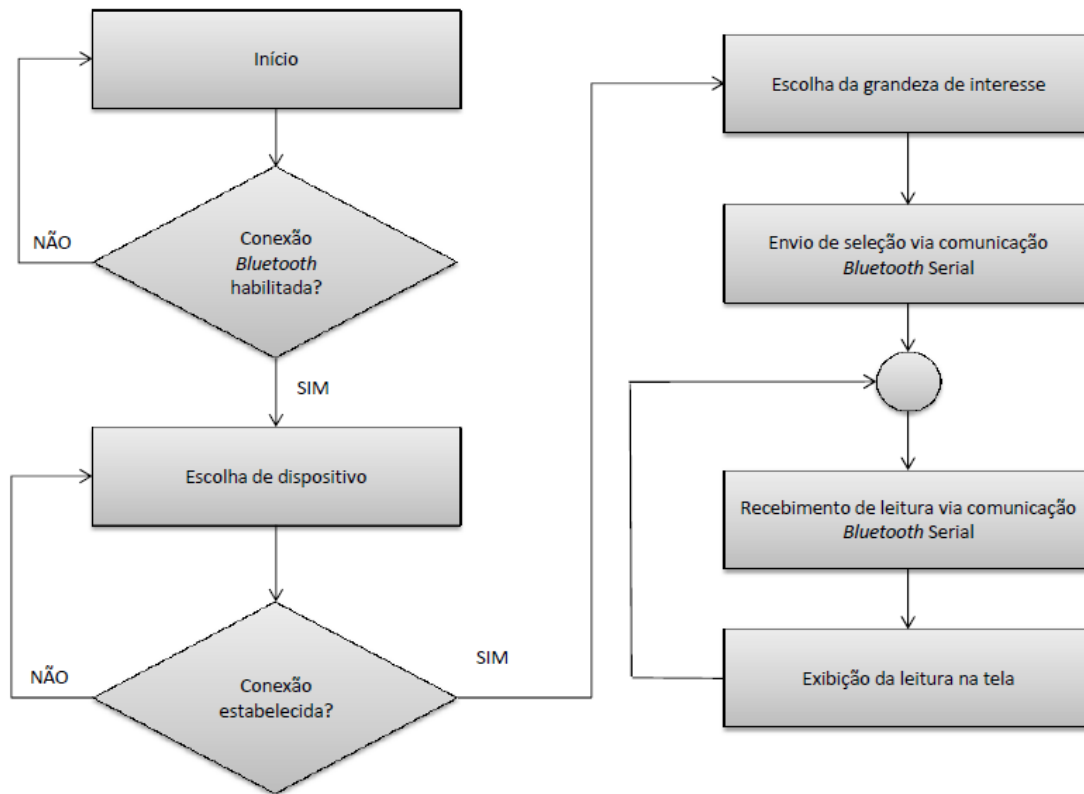 Início
Conexão
Bluetooth
habilitada?
NÃO
SIM
Escolha de dispositivo
Conexão
estabelecida?
NÃO
SIM
Escolha da grandeza de interesse
Envio de seleção via comunicação
Bluetooth Serial
Recebimento de leitura via comunicação
Bluetooth Serial
Exibição da leitura na tela